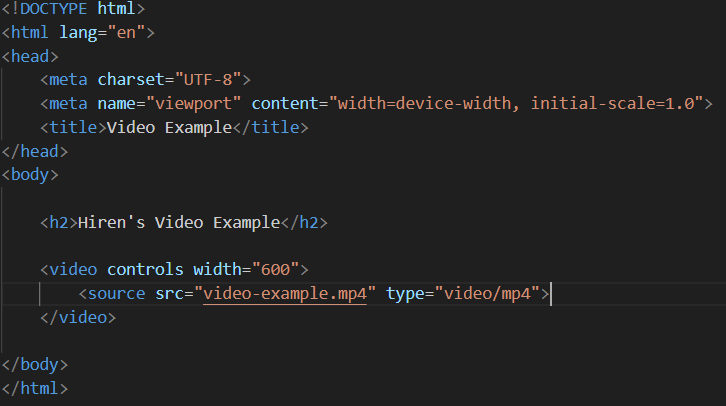 <!DOCTYPE html>
<html lang="en">
<head>
    <meta charset="UTF-8">
    <meta name="viewport" content="width=device-width, initial-scale=1.0">
    <title>Video Example</title>
</head>
<body>

    <h2>Hiren's Video Example</h2>

    <video controls width="600">
        <source src="video-example.mp4" type="video/mp4">
    </video>

</body>
</html>